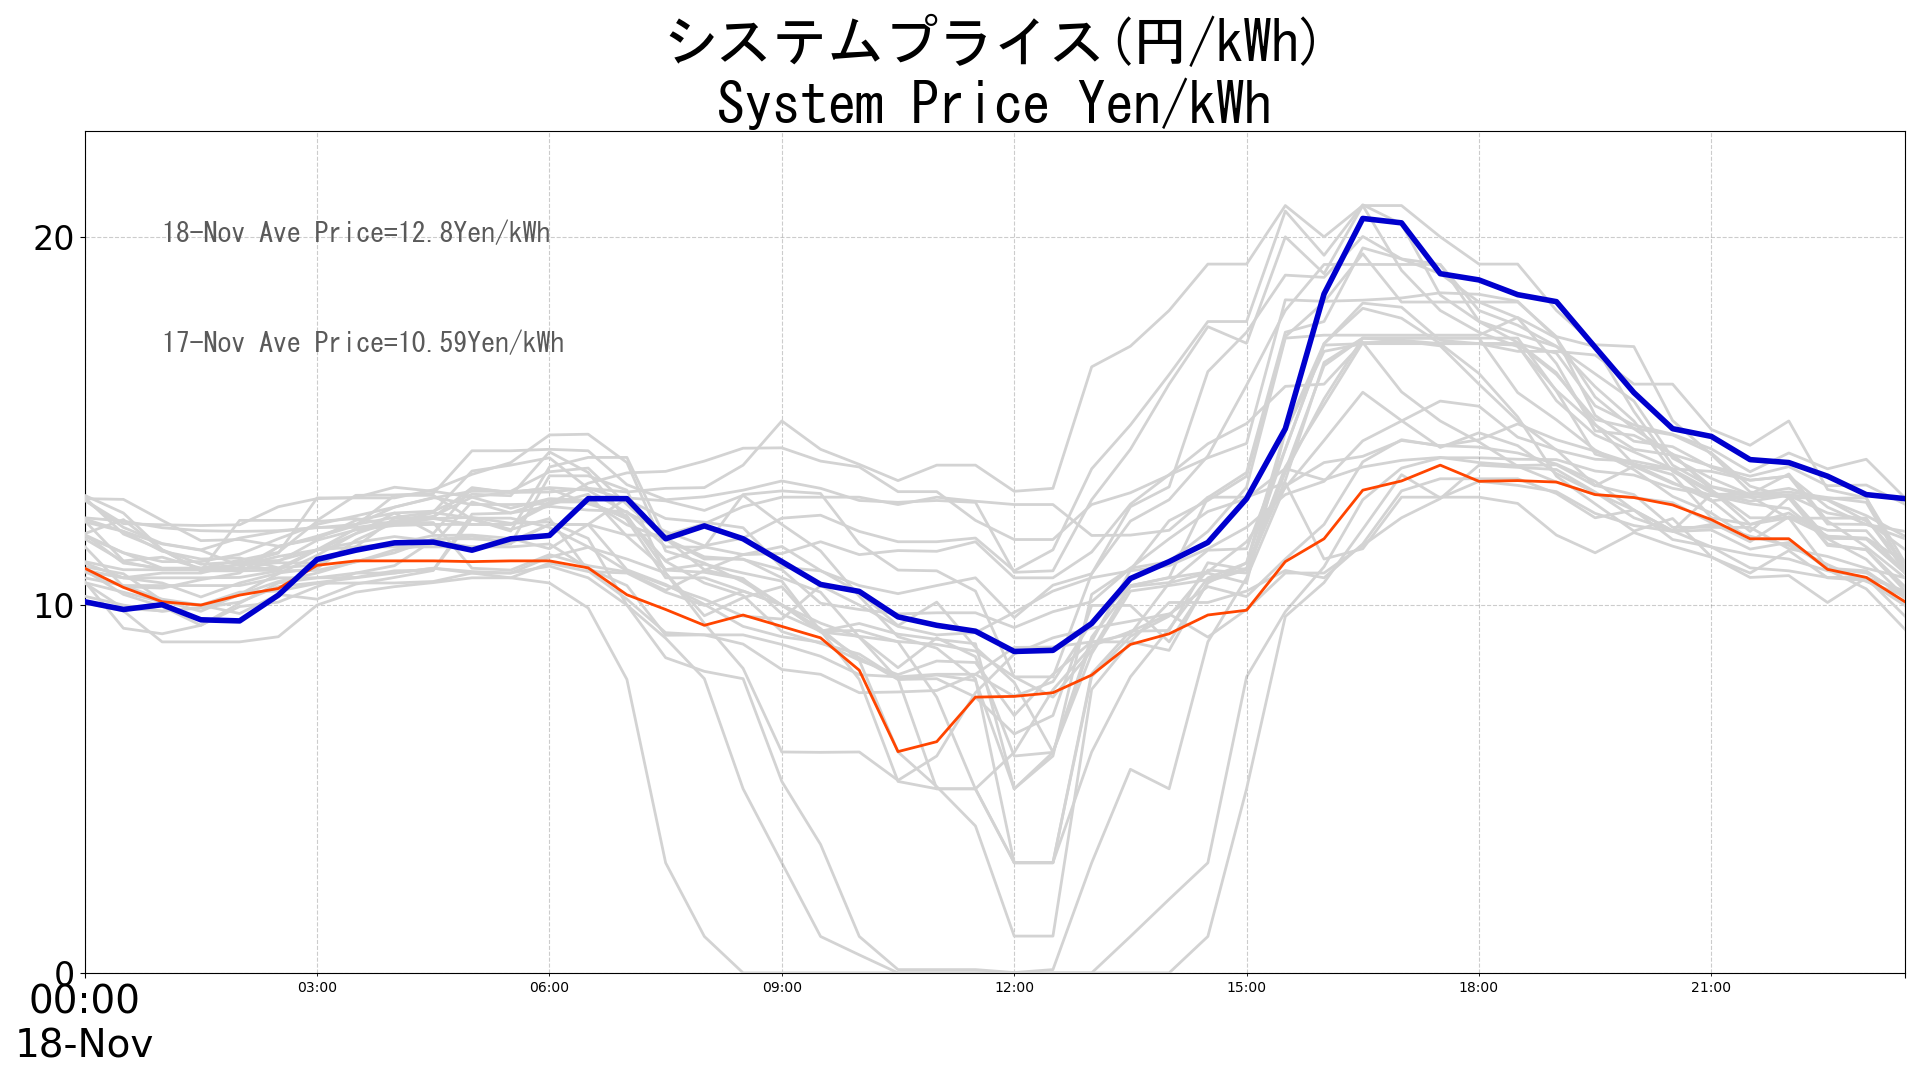 システムプライス(円/kWh)
System Price Yen/kWh
18-Nov Ave Price=12.8Yen/kWh
17-Nov Ave Price=10.59Yen/kWh
20
10
0
00:00 03:00 06:00 09:00 12:00 15:00 18:00 21:00
18-Nov